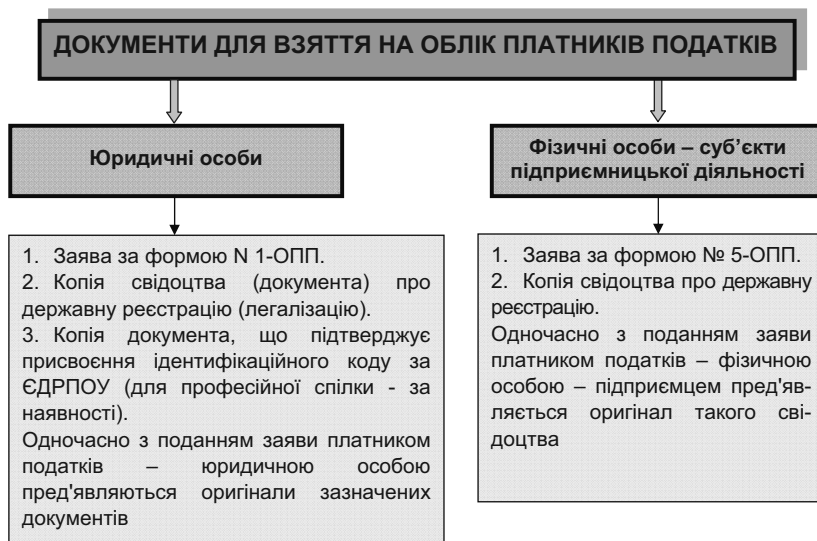 ДОКУМЕНТИ ДЛЯ ВЗЯТТЯ НА ОБЛІК ПЛАТНИКІВ ПОДАТКІВ
Юридичні особи
1. Заява за формою N 1-ОПП.
2. Копія свідоцтва (документа) про
державну реєстрацію (легалізацію).
3. Копія документа, що підтверджує
присвоєння ідентифікаційного коду за
ЄДРПОУ (для професійної спілки - за
наявності).
Одночасно з поданням заяви платником
податків – юридичною особою
пред'являються оригінали зазначених
документів
Фізичні особи – суб’єкти
підприємницької діяльності
1. Заява за формою № 5-ОПП.
2. Копія свідоцтва про державну
реєстрацію.
Одночасно з поданням заяви
платником податків – фізичною
особою – підприємцем пред'яв-
ляється оригінал такого сві-
доцтва